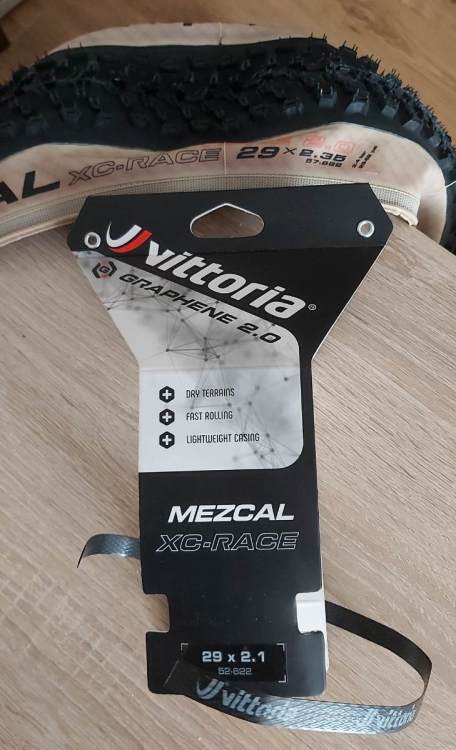 AL XC-RACE 29 x 2.35
57-622
vittoria®
G GRAPHENE 2.0
DRY TERRAINS
FAST ROLLING
LIGHTWEIGHT CASING
MEZCAL
XC-RACE
29 x 2.1
52-622
vittoria vittoria